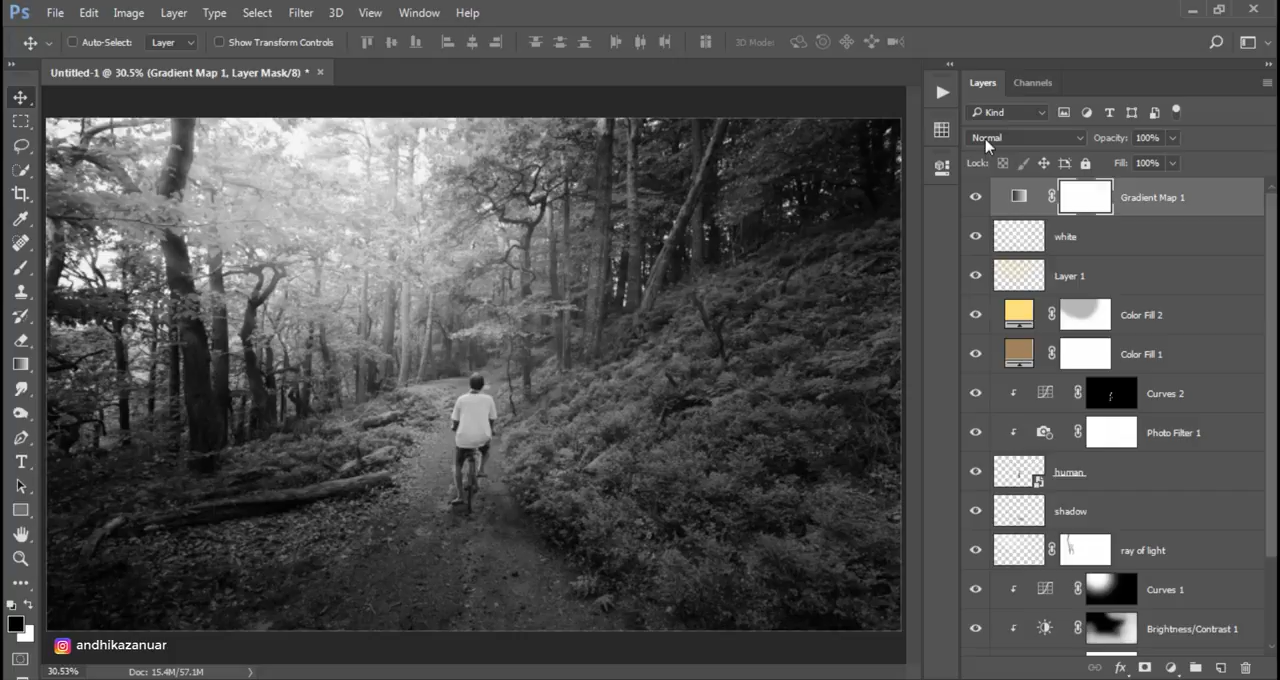 Ps File Edit Image Layer Type Select Filter 3D View Window Help
Auto-Select: Layer Show Transform Controls 3D Mode:
Untitled-1 @ 30.5% (Gradient Map 1, Layer Mask/8) * ×
Layers Channels
Kind
Normal Opacity: 100%
Lock: Fill: 100%
Gradient Map 1
white
Layer 1
Color Fill 2
Color Fill 1
Curves 2
Photo Filter 1
human
shadow
ray of light
Curves 1
Brightness/Contrast 1
andhikazanuar
30.53% Doc: 15.4M/57.1M
fx